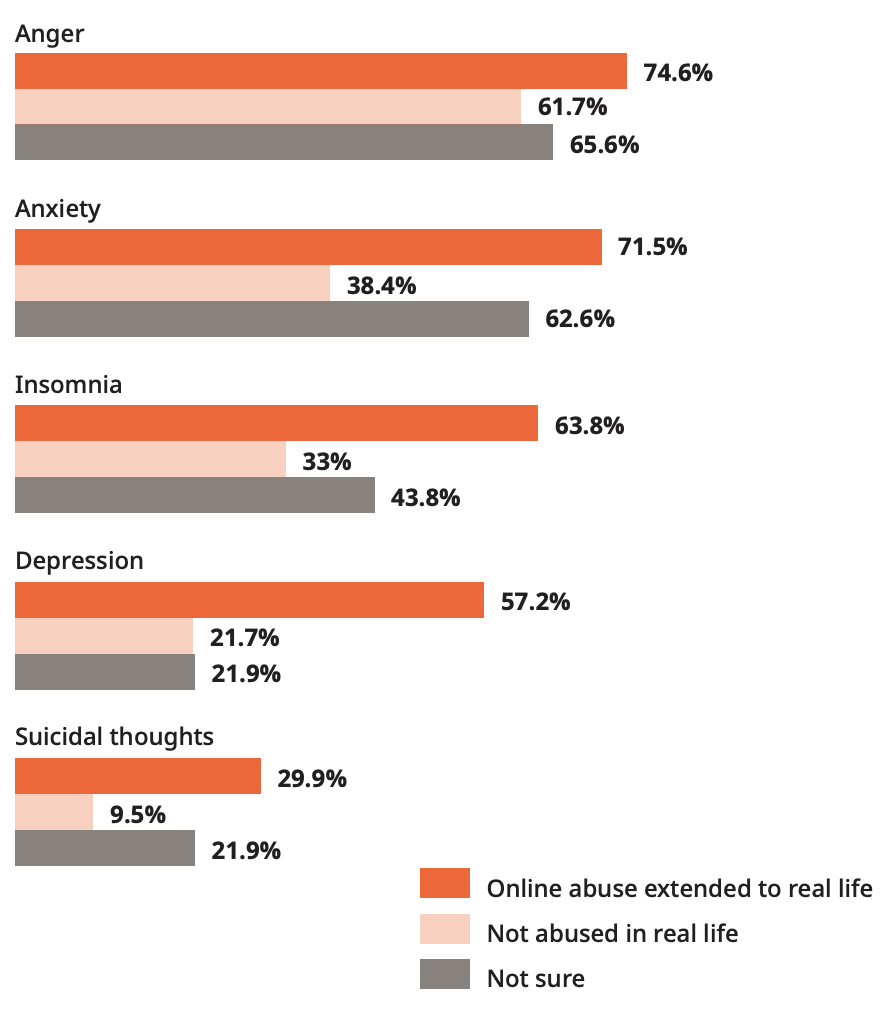 Anger
74.6%
61.7%
65.6%
Anxiety
71.5%
38.4%
62.6%
Insomnia
63.8%
33%
43.8%
Depression
57.2%
21.7%
21.9%
Suicidal thoughts
29.9%
9.5%
21.9%
Online abuse extended to real life
Not abused in real life
Not sure